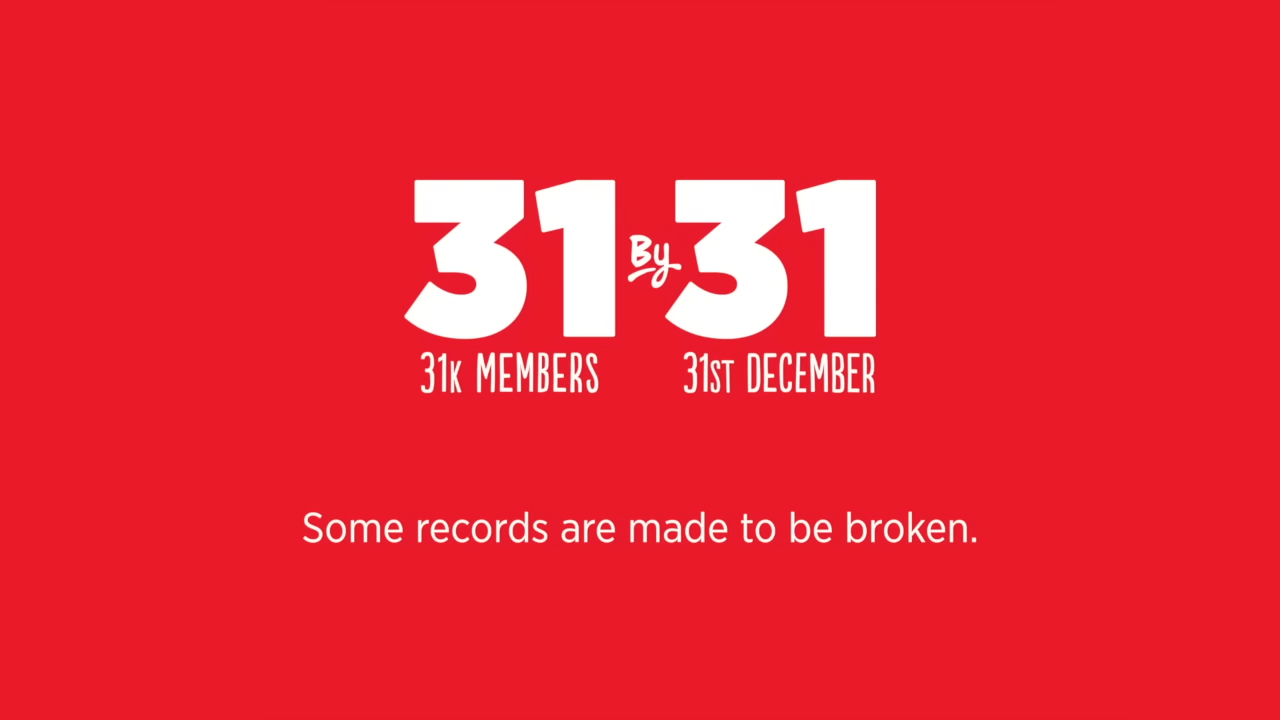 31 By 31
31K MEMBERS 31ST DECEMBER
Some records are made to be broken.